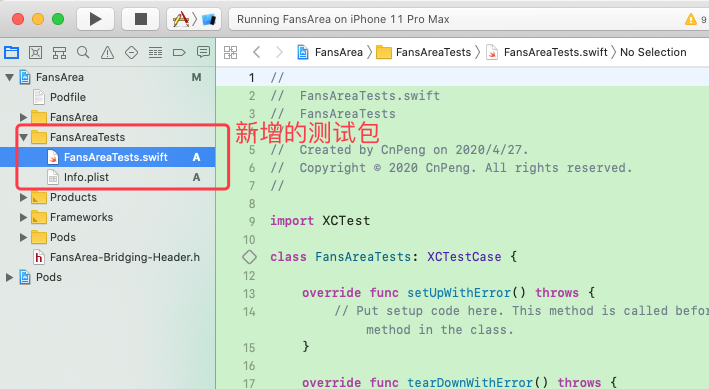 Running FansArea on iPhone 11 Pro Max
9
FansArea
M
Podfile
FansArea
FansAreaTests
FansAreaTests.swift
A
Info.plist
A
Products
Frameworks
Pods
h FansArea-Bridging-Header.h
Pods
新增的测试包
FansArea 〉 FansAreaTests 〉 FansAreaTests.swift 〉 No Selection
1 //
2 //  FansAreaTests.swift
3 //  FansAreaTests
//
5 //  Created by CnPeng on 2020/4/27.
6 //  Copyright © 2020 CnPeng. All rights reserved.
7 //
8
9 import XCTest
10
class FansAreaTests: XCTestCase {
12
13 override func setUpWithError() throws {
14 // Put setup code here. This method is called befor
method in the class.
15 }
16
17 override func tearDownWithError() throws {